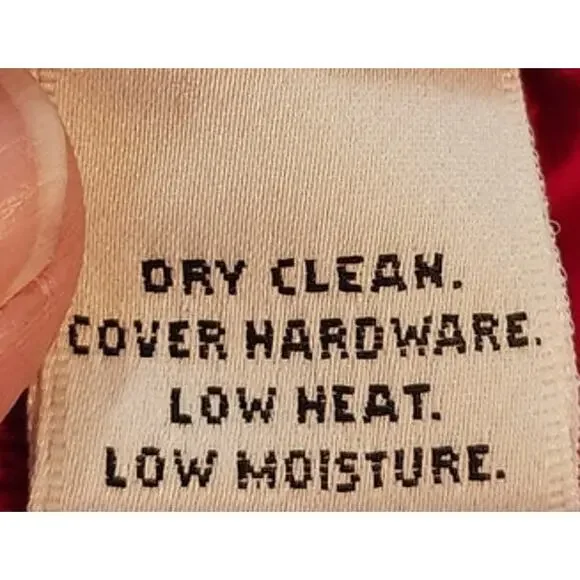 DRY CLEAN.
COVER HARDWARE.
LOW HEAT.
LOW MOISTURE.